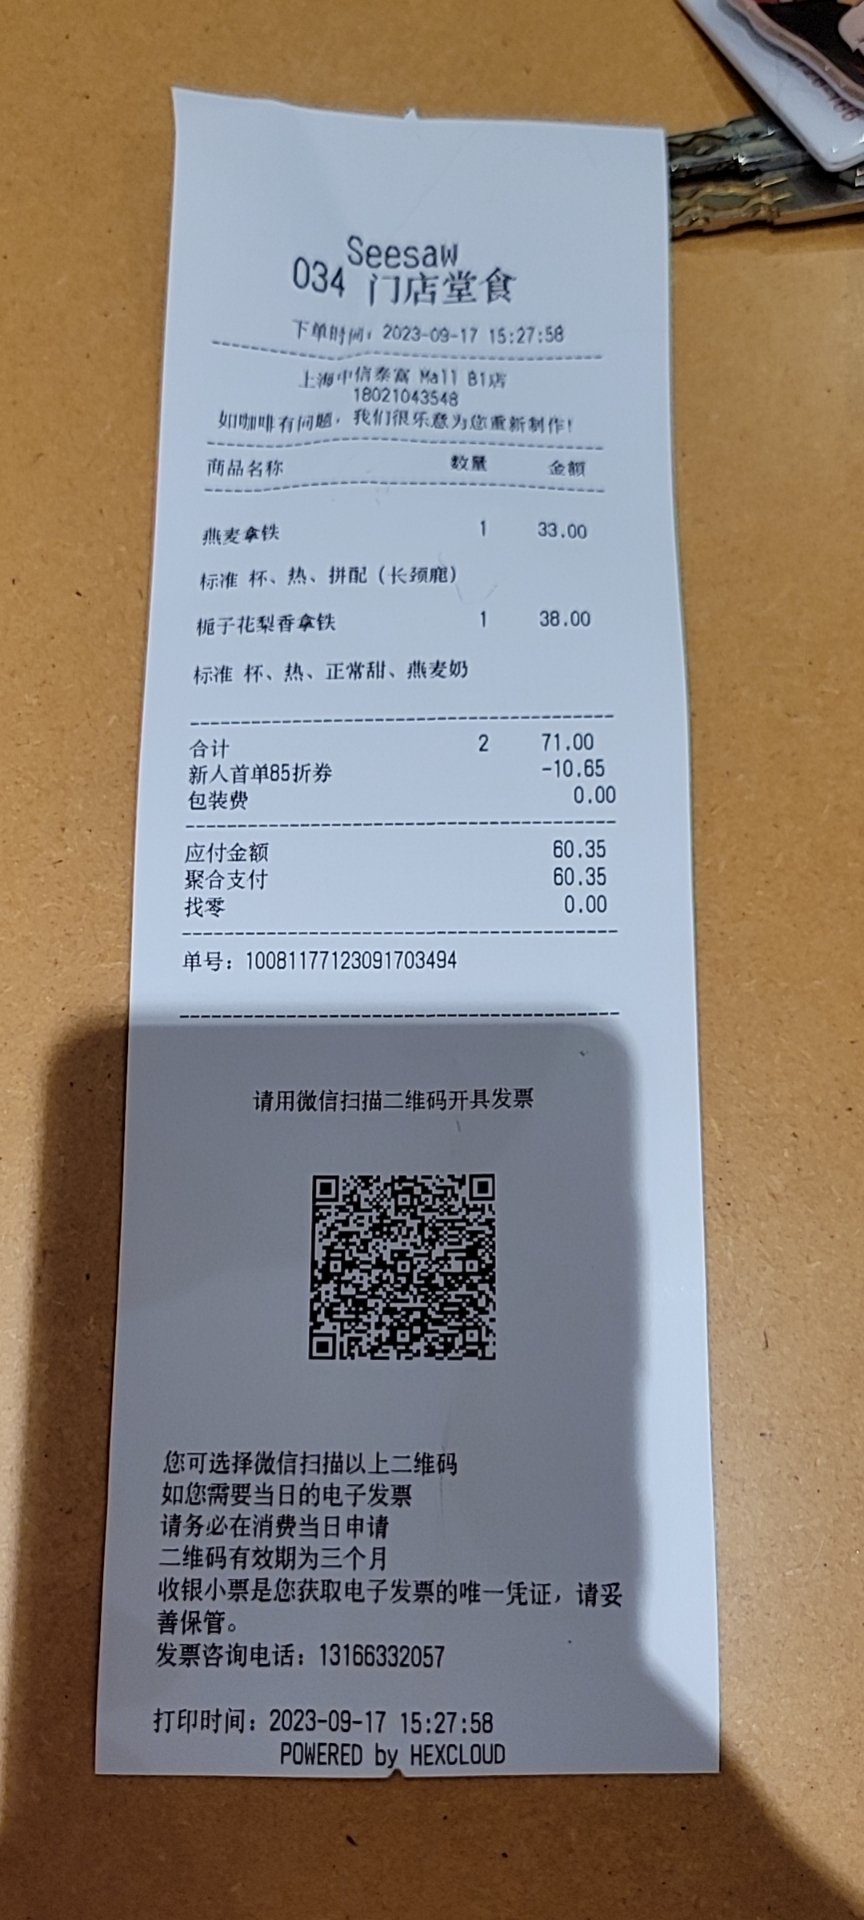 Seesaw
034 门店堂食
下单时间：2023-09-17 15:27:58
上海中信泰富 Mall B1店
18021043548
如咖啡有问题，我们很乐意为您重新制作!
商品名称 数量 金额
燕麦拿铁 1 33.00
标准 杯、热、拼配（长颈鹿）
栀子花梨香拿铁 1 38.00
标准 杯、热、正常甜、燕麦奶
合计 2 71.00
新人首单85折券 -10.65
包装费 0.00
应付金额 60.35
聚合支付 60.35
找零 0.00
单号：10081177123091703494
请用微信扫描二维码开具发票
您可选择微信扫描以上二维码
如您需要当日的电子发票
请务必在消费当日申请
二维码有效期为三个月
收银小票是您获取电子发票的唯一凭证，请妥
善保管。
发票咨询电话：13166332057
打印时间：2023-09-17 15:27:58
POWERED by HEXCLOUD